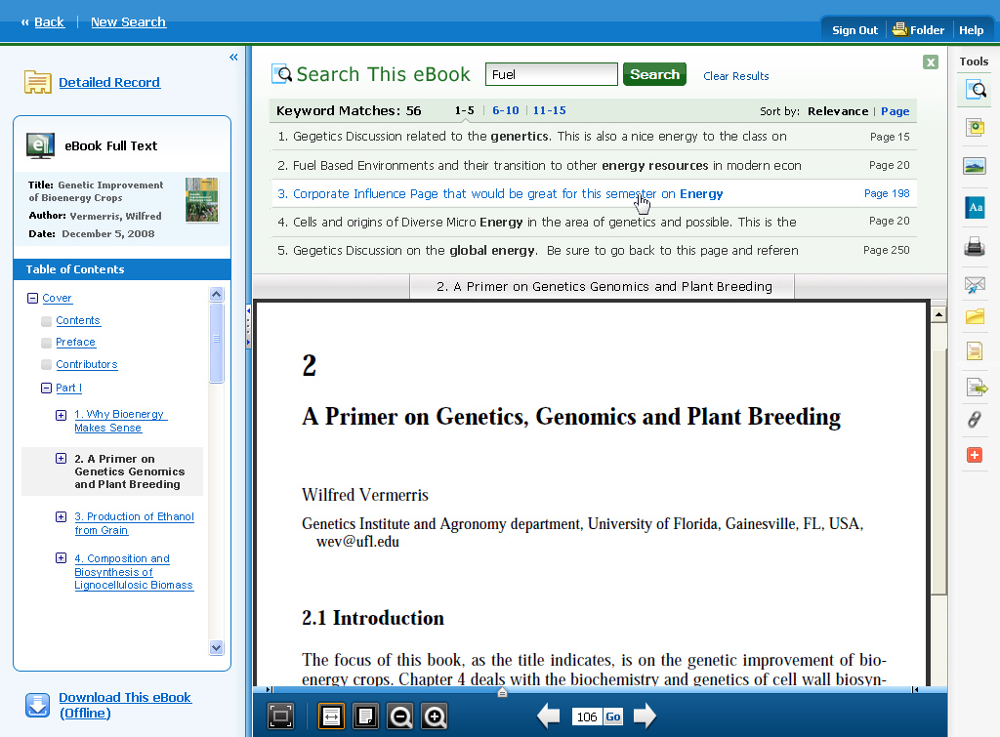 « Back | New Search
Sign Out | Folder | Help
«
Detailed Record
eBook Full Text
Title: Genetic Improvement
of Bioenergy Crops
Author: Vermerris, Wilfred
Date: December 5, 2008
Table of Contents
Cover
Contents
Preface
Contributors
Part I
1. Why Bioenergy
Makes Sense
2. A Primer on
Genetics Genomics
and Plant Breeding
3. Production of Ethanol
from Grain
4. Composition and
Biosynthesis of
Lignocellulosic Biomass
Download This eBook
(Offline)
Search This eBook Fuel Search Clear Results X
Keyword Matches: 56 1-5 | 6-10 | 11-15 Sort by: Relevance | Page
1. Gegetics Discussion related to the genertics. This is also a nice energy to the class on Page 15
2. Fuel Based Environments and their transition to other energy resources in modern econ Page 20
3. Corporate Influence Page that would be great for this semester on Energy Page 198
4. Cells and origins of Diverse Micro Energy in the area of genetics and possible. This is the Page 20
5. Gegetics Discussion on the global energy. Be sure to go back to this page and referen Page 250
2. A Primer on Genetics Genomics and Plant Breeding
2
A Primer on Genetics, Genomics and Plant Breeding
Wilfred Vermerris
Genetics Institute and Agronomy department, University of Florida, Gainesville, FL, USA,
wev@ufl.edu
2.1 Introduction
The focus of this book, as the title indicates, is on the genetic improvement of bio-
energy crops. Chapter 4 deals with the biochemistry and genetics of cell wall biosyn-
106 Go
Tools
Aa